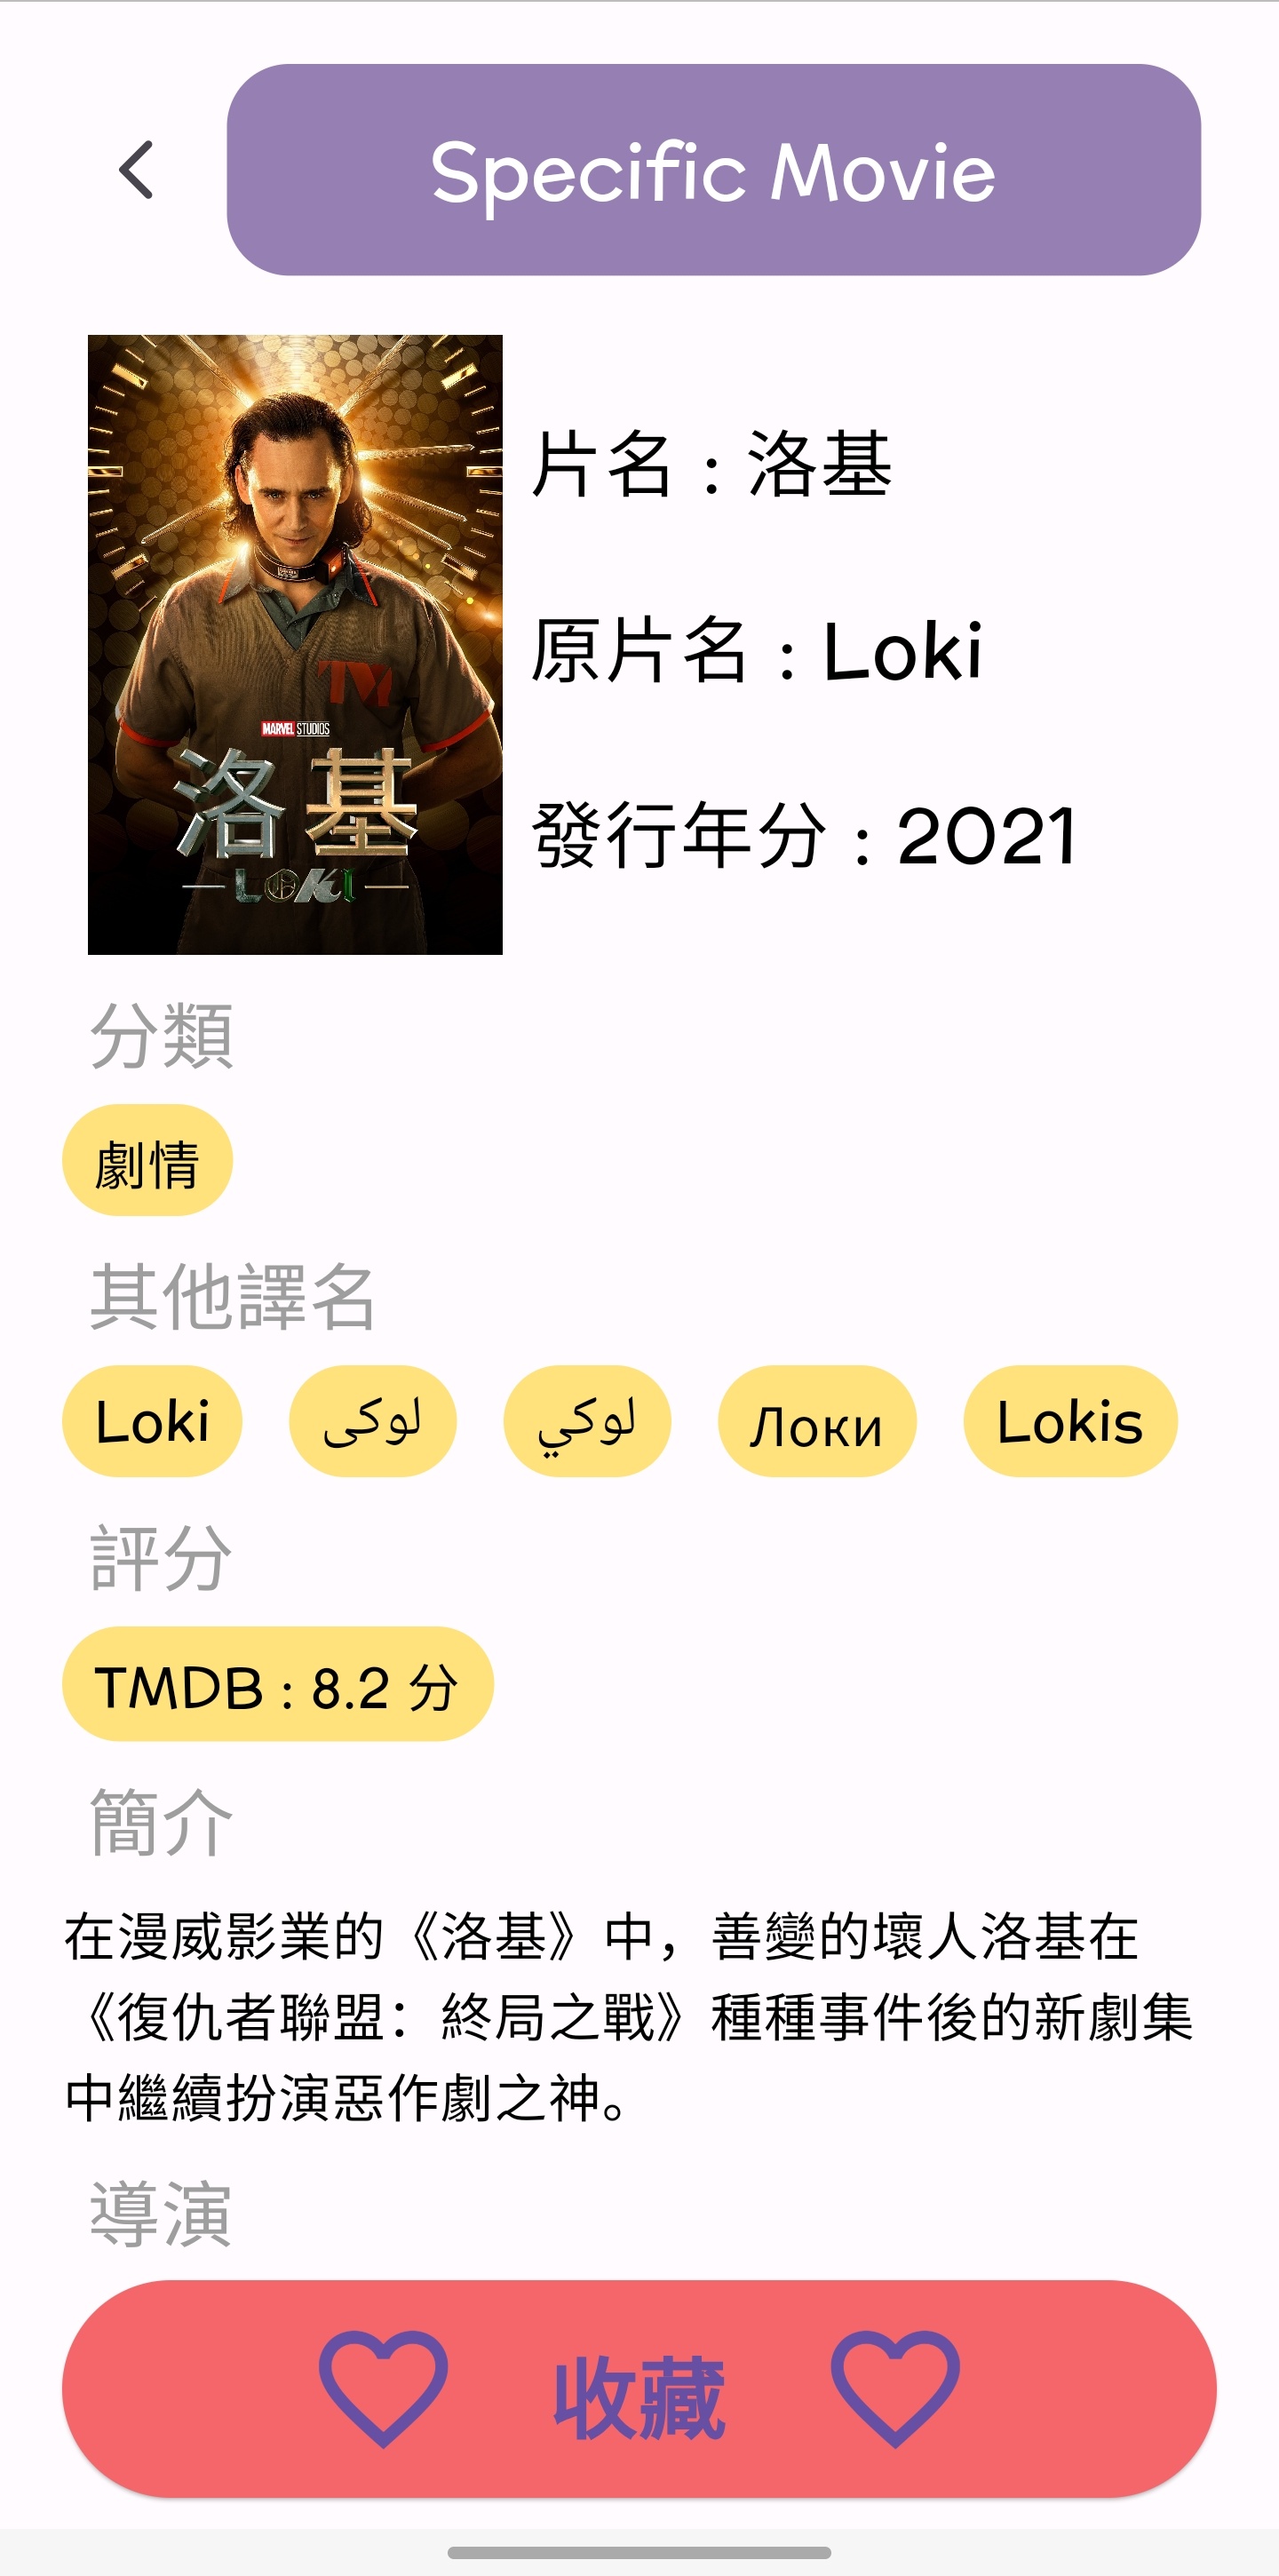 Specific Movie
片名 : 洛基
原片名 : Loki
發行年分 : 2021
TVA
MARVEL STUDIOS
洛基
LOKI
分類
劇情
其他譯名
Loki
لوکی
لوكي
Локи
Lokis
評分
TMDB : 8.2 分
簡介
在漫威影業的《洛基》中，善變的壞人洛基在
《復仇者聯盟：終局之戰》種種事件後的新劇集
中繼續扮演惡作劇之神。
導演
收藏